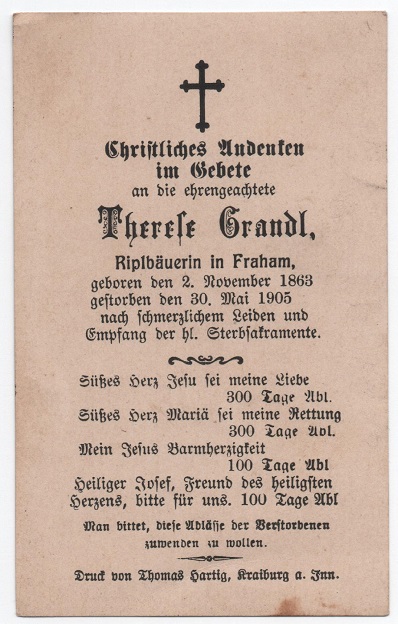 Christliches Andenken
im Gebete
an die ehrengeachtete
Therese Grandl,
Riplbäuerin in Fraham,
geboren den 2. November 1863
gestorben den 30. Mai 1905
nach schmerzlichem Leiden und
Empfang der hl. Sterbsakramente.
Süßes Herz Jesu sei meine Liebe
300 Tage Abl.
Süßes Herz Mariä sei meine Rettung
300 Tage Abl.
Mein Jesus Barmherzigkeit
100 Tage Abl
Heiliger Josef, Freund des heiligsten
Herzens, bitte für uns. 100 Tage Abl
Man bittet, diese Ablässe der Verstorbenen
zuwenden zu wollen.
Druck von Thomas Hartig, Kraiburg a. Inn.